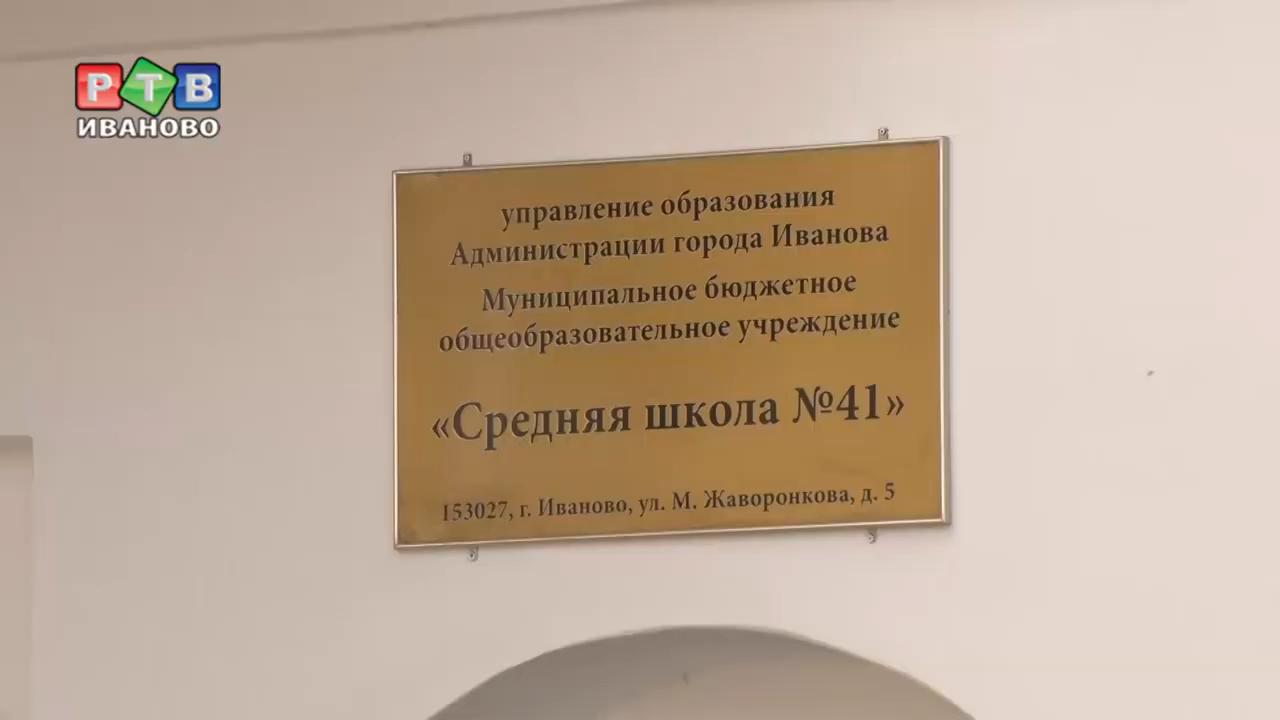 РТВ
ИВАНОВО
управление образования
Администрации города Иванова
Муниципальное бюджетное
общеобразовательное учреждение
«Средняя школа №41»
153027, г. Иваново, ул. М. Жаворонкова, д. 5